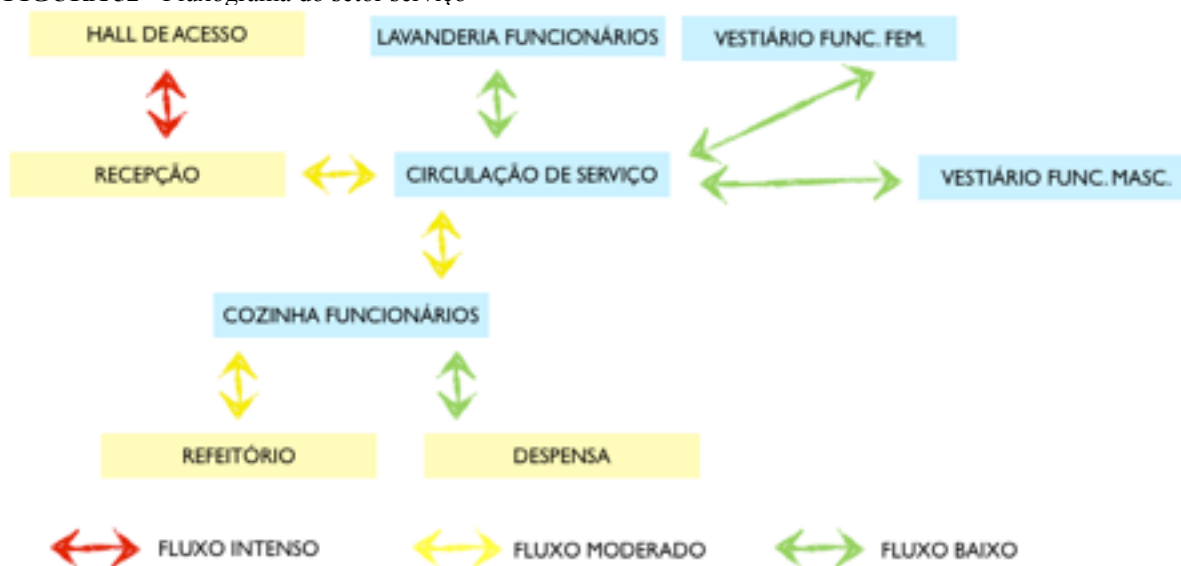 HALL DE ACESSO
LAVANDERIA FUNCIONÁRIOS
VESTIÁRIO FUNC. FEM.
RECEPÇÃO
CIRCULAÇÃO DE SERVIÇO
VESTIÁRIO FUNC. MASC.
COZINHA FUNCIONÁRIOS
REFEITÓRIO
DESPENSA
FLUXO INTENSO
FLUXO MODERADO
FLUXO BAIXO